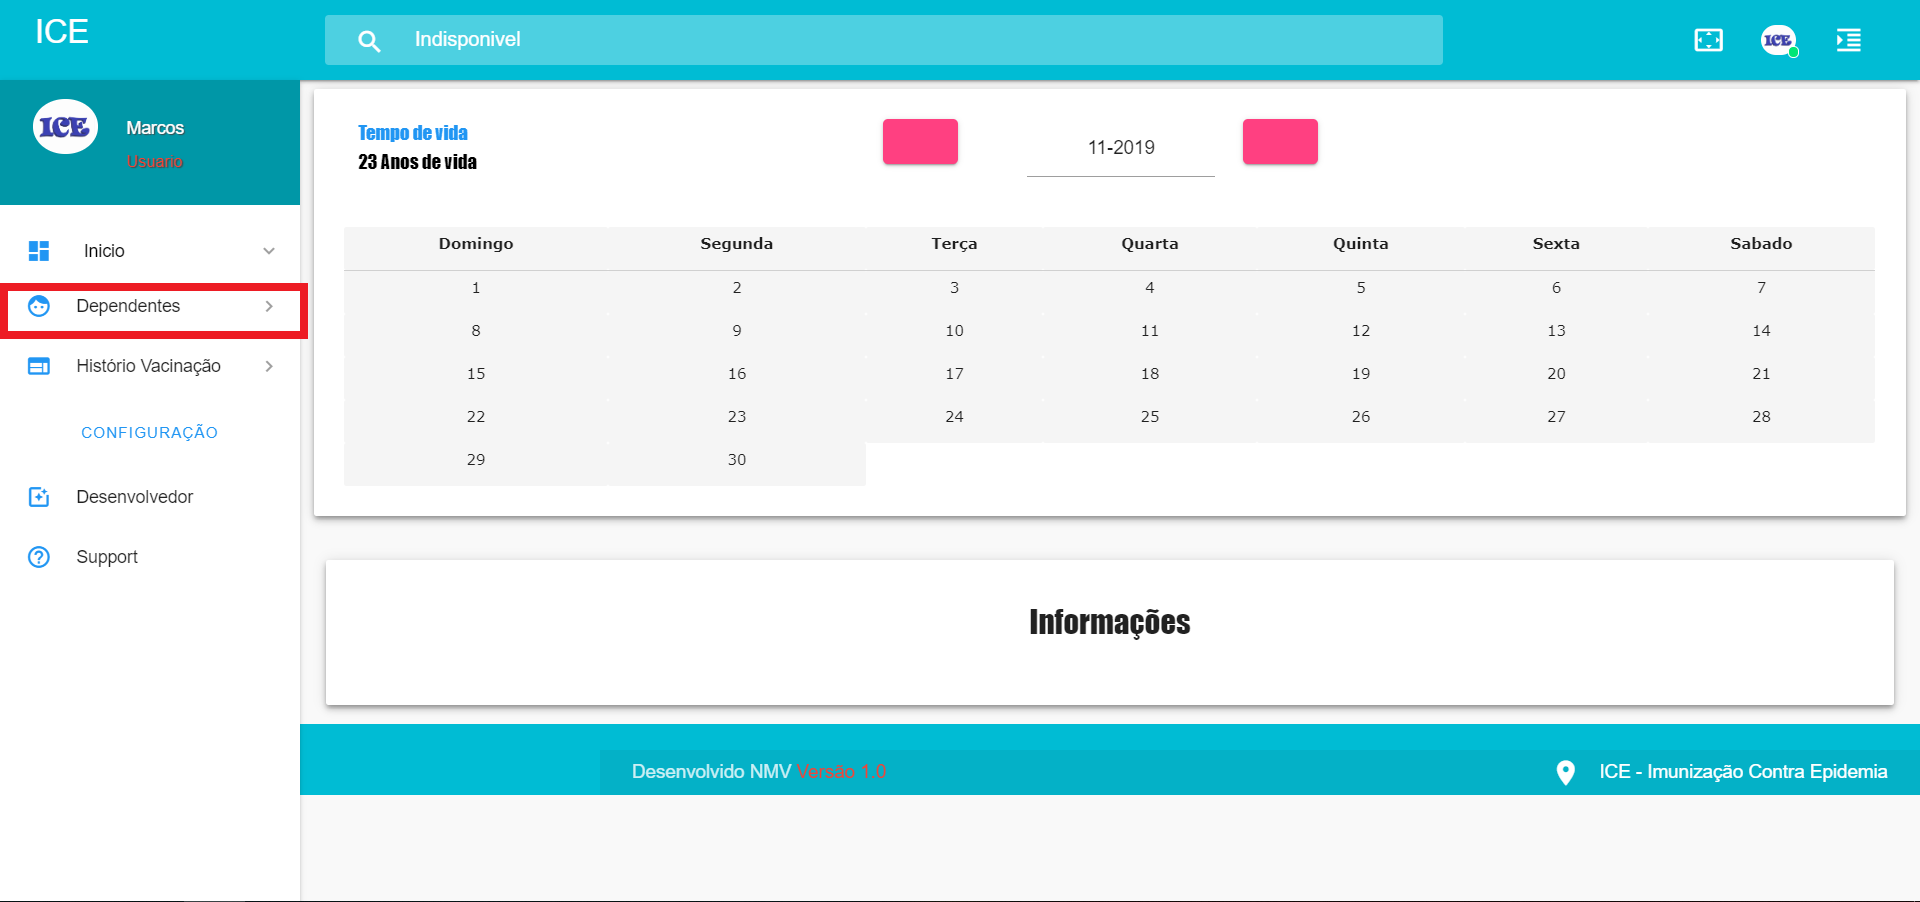 ICE
Indisponivel
ICE
ICE
Marcos
Usuario
Inicio
Dependentes
Histório Vacinação
CONFIGURAÇÃO
Desenvolvedor
Support
Tempo de vida
23 Anos de vida
11-2019
Domingo Segunda Terça Quarta Quinta Sexta Sabado
1 2 3 4 5 6 7
8 9 10 11 12 13 14
15 16 17 18 19 20 21
22 23 24 25 26 27 28
29 30
Informações
Desenvolvido NMV Versão 1.0
ICE - Imunização Contra Epidemia